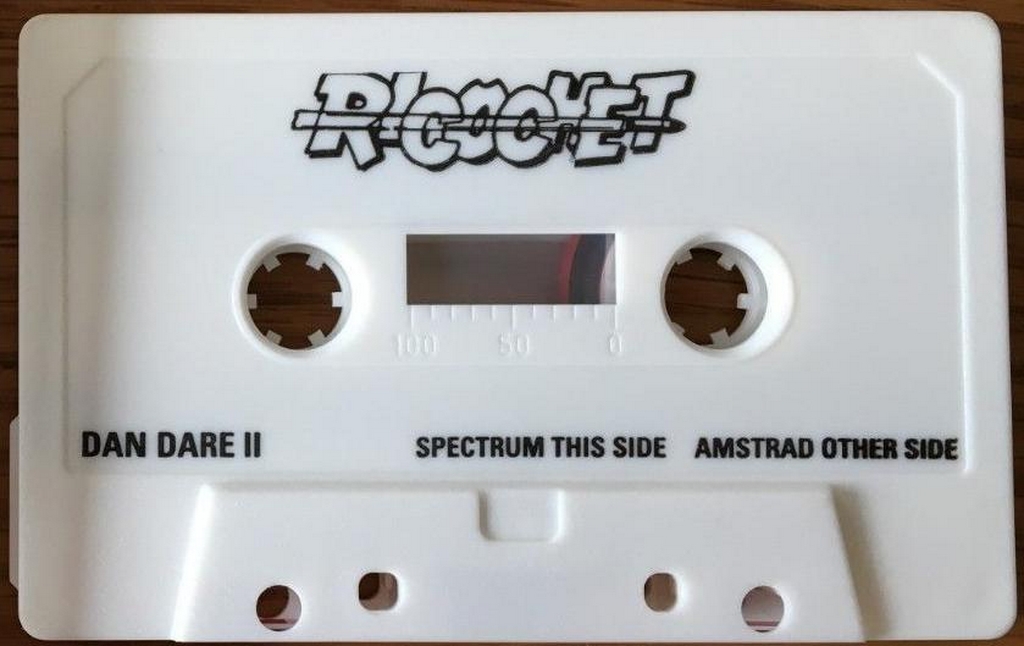 RICOCHET
100 50 0
DAN DARE II SPECTRUM THIS SIDE AMSTRAD OTHER SIDE